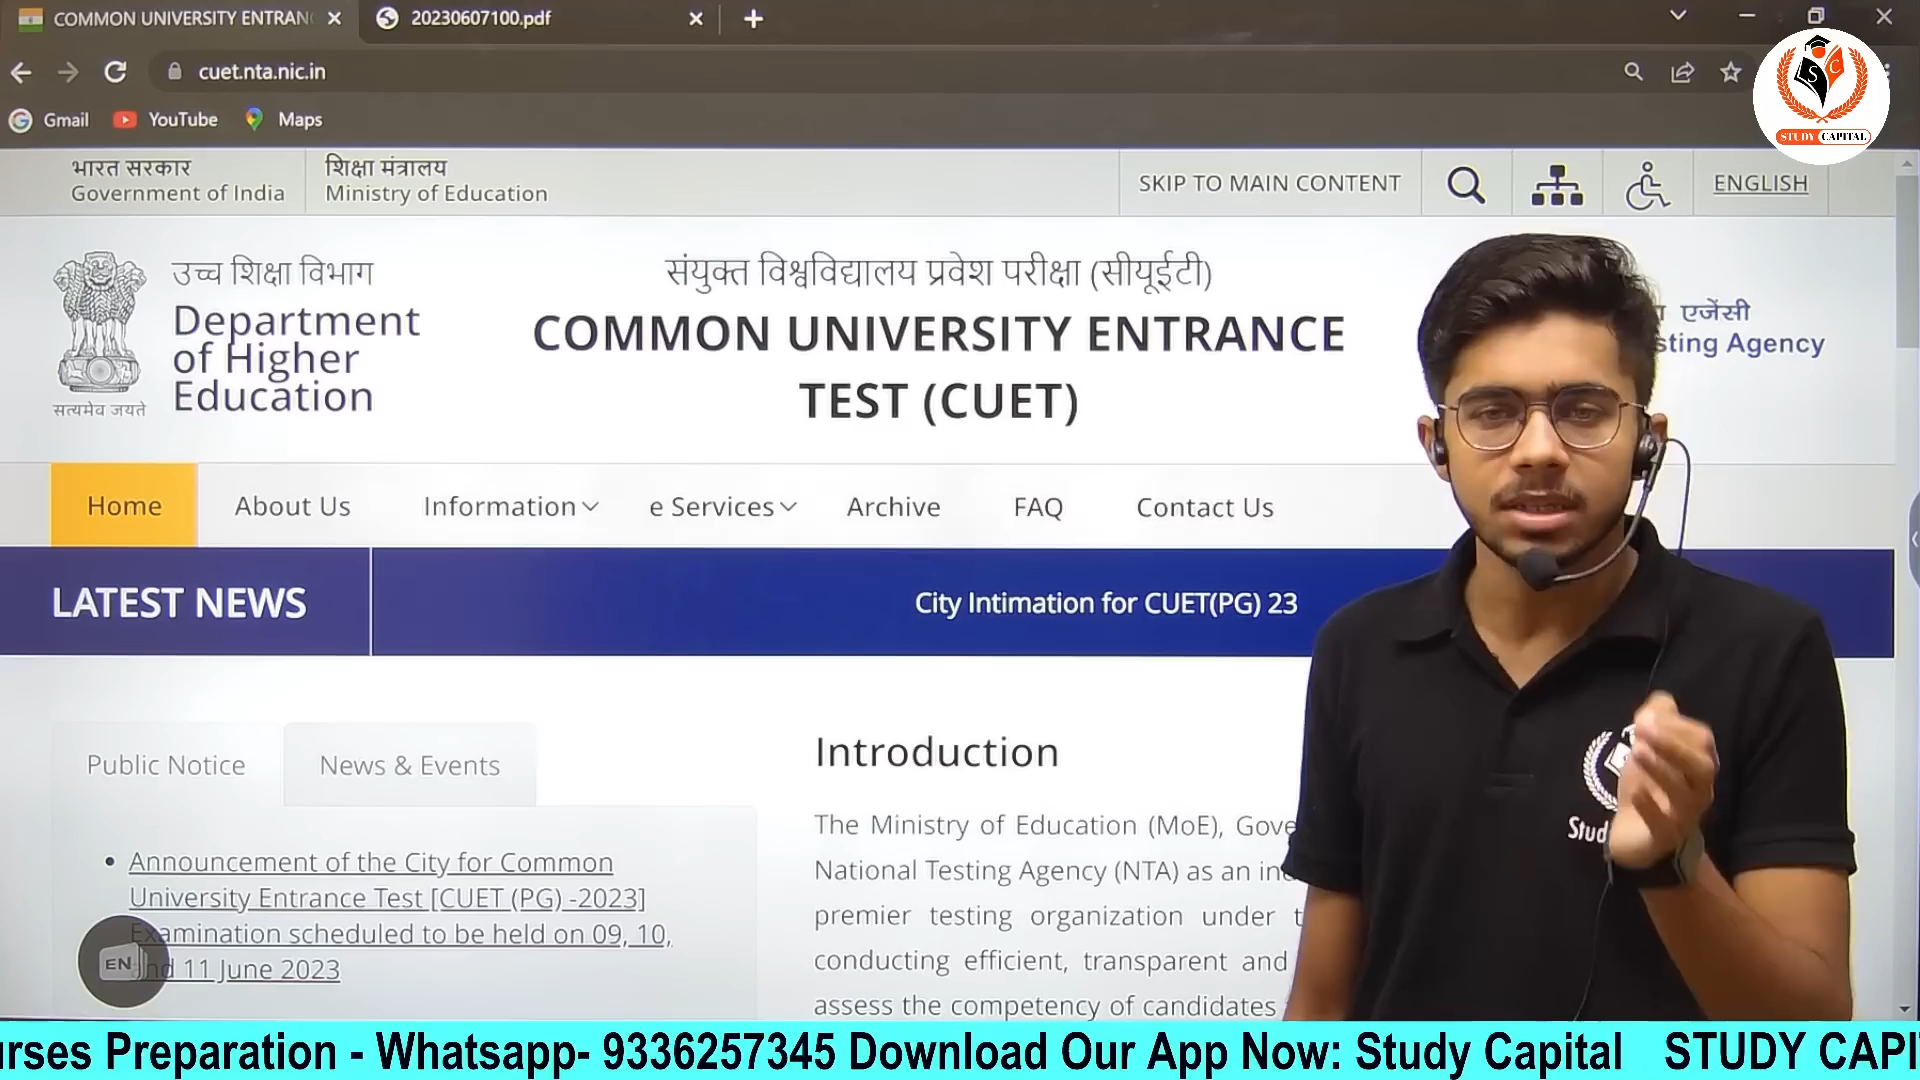 COMMON UNIVERSITY ENTRAN
20230607100.pdf
cuet.nta.nic.in
Gmail
YouTube
Maps
S C
STUDY CAPITAL
भारत सरकार
Government of India
शिक्षा मंत्रालय
Ministry of Education
SKIP TO MAIN CONTENT
ENGLISH
उच्च शिक्षा विभाग
Department
of Higher
Education
सत्यमेव जयते
संयुक्त विश्वविद्यालय प्रवेश परीक्षा (सीयूईटी)
COMMON UNIVERSITY ENTRANCE
TEST (CUET)
एजेंसी
sting Agency
Home
About Us
Information
e Services
Archive
FAQ
Contact Us
LATEST NEWS
City Intimation for CUET(PG) 23
Public Notice
News & Events
Announcement of the City for Common
University Entrance Test [CUET (PG) -2023]
Examination scheduled to be held on 09, 10,
and 11 June 2023
EN
Introduction
The Ministry of Education (MoE), Gove
National Testing Agency (NTA) as an in
premier testing organization under t
conducting efficient, transparent and
assess the competency of candidates
Stud
urses Preparation - Whatsapp- 9336257345 Download Our App Now: Study Capital STUDY CAPI